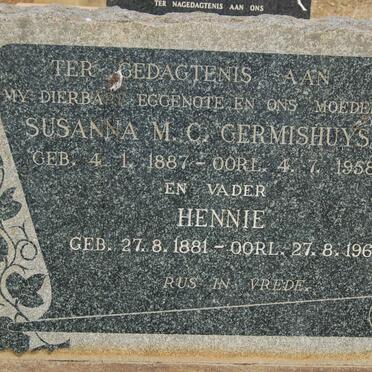 TER NAGEDAGTENIS AAN ONS
TER GEDAGTENIS AAN
MY DIERBARE EGGENOTE EN ONS MOEDE
SUSANNA M. C. GERMISHUYS
GEB. 4. 1. 1887 - OORL. 4. 7. 1958
EN VADER
HENNIE
GEB. 27. 8. 1881 - OORL. 27. 8. 196
RUS IN VREDE.